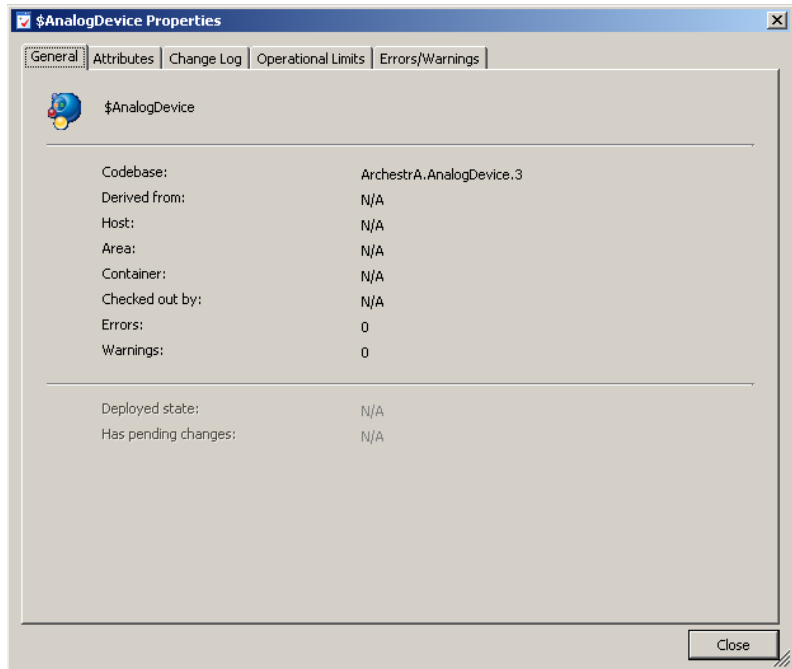 $AnalogDevice Properties
General Attributes Change Log Operational Limits Errors/Warnings
$AnalogDevice
Codebase: ArchestrA.AnalogDevice.3
Derived from: N/A
Host: N/A
Area: N/A
Container: N/A
Checked out by: N/A
Errors: 0
Warnings: 0
Deployed state: N/A
Has pending changes: N/A
Close